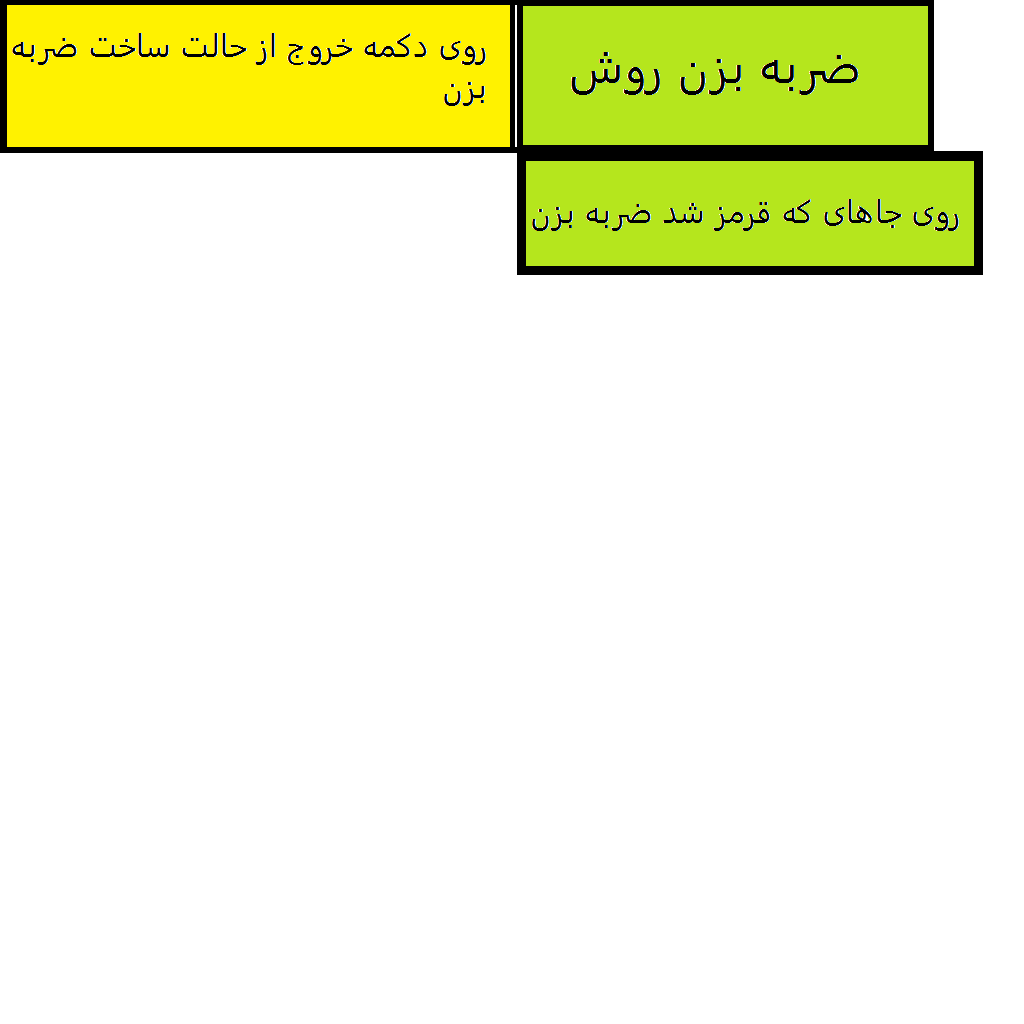 ضربه بزن روش
روی دکمه خروج از حالت ساخت ضربه
بزن
روی جاهای که قرمز شد ضربه بزن